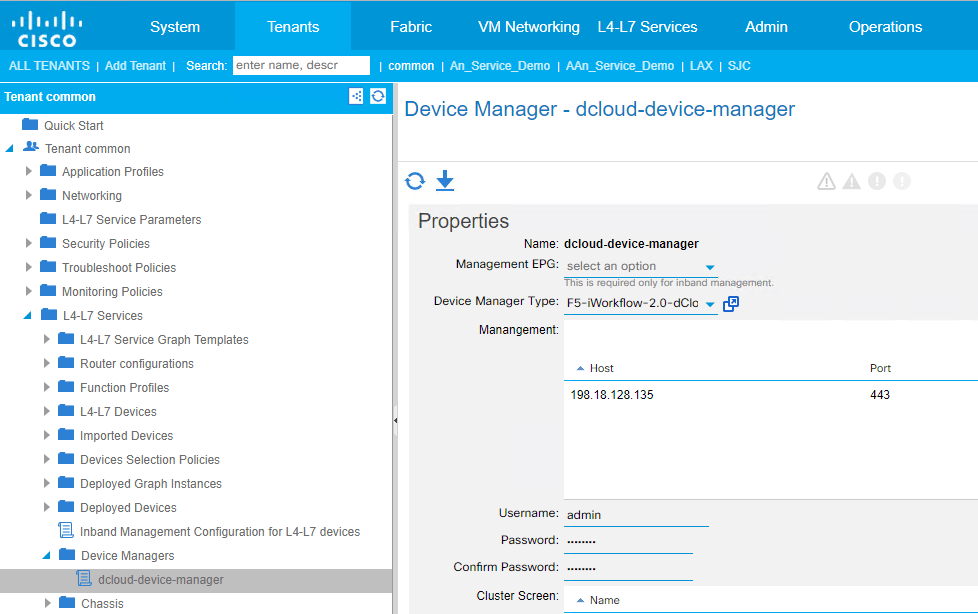 CISCO
System Tenants Fabric VM Networking L4-L7 Services Admin Operations
ALL TENANTS | Add Tenant | Search: enter name, descr | common | An_Service_Demo | AAn_Service_Demo | LAX | SJC
Tenant common
Quick Start
Tenant common
Application Profiles
Networking
L4-L7 Service Parameters
Security Policies
Troubleshoot Policies
Monitoring Policies
L4-L7 Services
L4-L7 Service Graph Templates
Router configurations
Function Profiles
L4-L7 Devices
Imported Devices
Devices Selection Policies
Deployed Graph Instances
Deployed Devices
Inband Management Configuration for L4-L7 devices
Device Managers
dcloud-device-manager
Chassis
Device Manager - dcloud-device-manager
Properties
Name: dcloud-device-manager
Management EPG: select an option
This is required only for inband management.
Device Manager Type: F5-iWorkflow-2.0-dClo
Manangement:
Host Port
198.18.128.135 443
Username: admin
Password: ••••••••
Confirm Password: ••••••••
Cluster Screen: Name